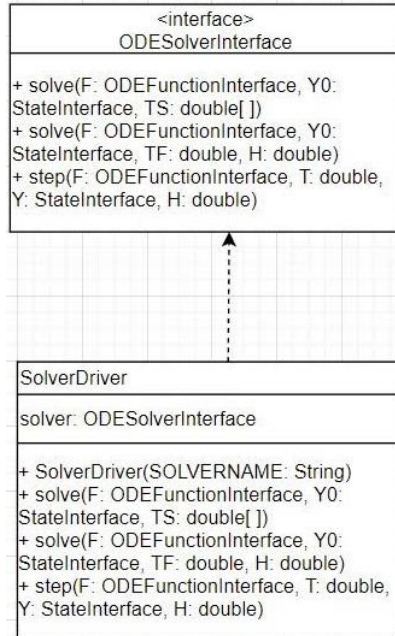 <interface>
ODESolverInterface
+ solve(F: ODEFunctionInterface, Y0:
StateInterface, TS: double[ ])
+ solve(F: ODEFunctionInterface, Y0:
StateInterface, TF: double, H: double)
+ step(F: ODEFunctionInterface, T: double,
Y: StateInterface, H: double)
SolverDriver
solver: ODESolverInterface
+ SolverDriver(SOLVERNAME: String)
+ solve(F: ODEFunctionInterface, Y0:
StateInterface, TS: double[ ])
+ solve(F: ODEFunctionInterface, Y0:
StateInterface, TF: double, H: double)
+ step(F: ODEFunctionInterface, T: double,
Y: StateInterface, H: double)